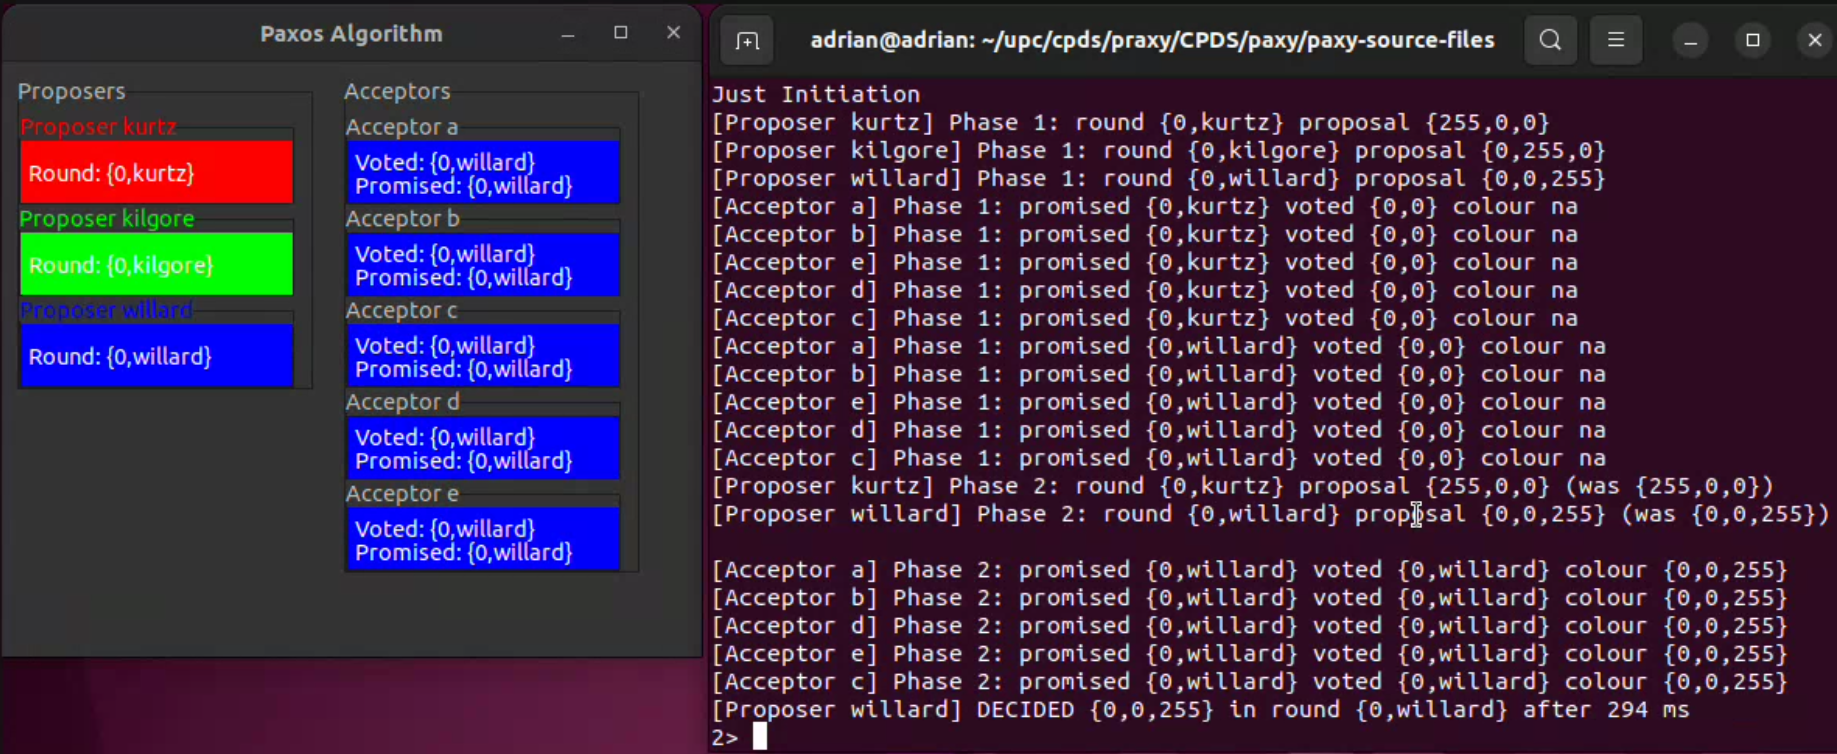 Paxos Algorithm
Proposers
Proposer kurtz
Round: {0,kurtz}
Proposer kilgore
Round: {0,kilgore}
Proposer willard
Round: {0,willard}
Acceptors
Acceptor a
Voted: {0,willard}
Promised: {0,willard}
Acceptor b
Voted: {0,willard}
Promised: {0,willard}
Acceptor c
Voted: {0,willard}
Promised: {0,willard}
Acceptor d
Voted: {0,willard}
Promised: {0,willard}
Acceptor e
Voted: {0,willard}
Promised: {0,willard}
adrian@adrian: ~/upc/cpds/praxy/CPDS/paxy/paxy-source-files
Just Initiation
[Proposer kurtz] Phase 1: round {0,kurtz} proposal {255,0,0}
[Proposer kilgore] Phase 1: round {0,kilgore} proposal {0,255,0}
[Proposer willard] Phase 1: round {0,willard} proposal {0,0,255}
[Acceptor a] Phase 1: promised {0,kurtz} voted {0,0} colour na
[Acceptor b] Phase 1: promised {0,kurtz} voted {0,0} colour na
[Acceptor e] Phase 1: promised {0,kurtz} voted {0,0} colour na
[Acceptor d] Phase 1: promised {0,kurtz} voted {0,0} colour na
[Acceptor c] Phase 1: promised {0,kurtz} voted {0,0} colour na
[Acceptor a] Phase 1: promised {0,willard} voted {0,0} colour na
[Acceptor b] Phase 1: promised {0,willard} voted {0,0} colour na
[Acceptor e] Phase 1: promised {0,willard} voted {0,0} colour na
[Acceptor d] Phase 1: promised {0,willard} voted {0,0} colour na
[Acceptor c] Phase 1: promised {0,willard} voted {0,0} colour na
[Proposer kurtz] Phase 2: round {0,kurtz} proposal {255,0,0} (was {255,0,0})
[Proposer willard] Phase 2: round {0,willard} proposal {0,0,255} (was {0,0,255})
[Acceptor a] Phase 2: promised {0,willard} voted {0,willard} colour {0,0,255}
[Acceptor b] Phase 2: promised {0,willard} voted {0,willard} colour {0,0,255}
[Acceptor d] Phase 2: promised {0,willard} voted {0,willard} colour {0,0,255}
[Acceptor e] Phase 2: promised {0,willard} voted {0,willard} colour {0,0,255}
[Acceptor c] Phase 2: promised {0,willard} voted {0,willard} colour {0,0,255}
[Proposer willard] DECIDED {0,0,255} in round {0,willard} after 294 ms
2>